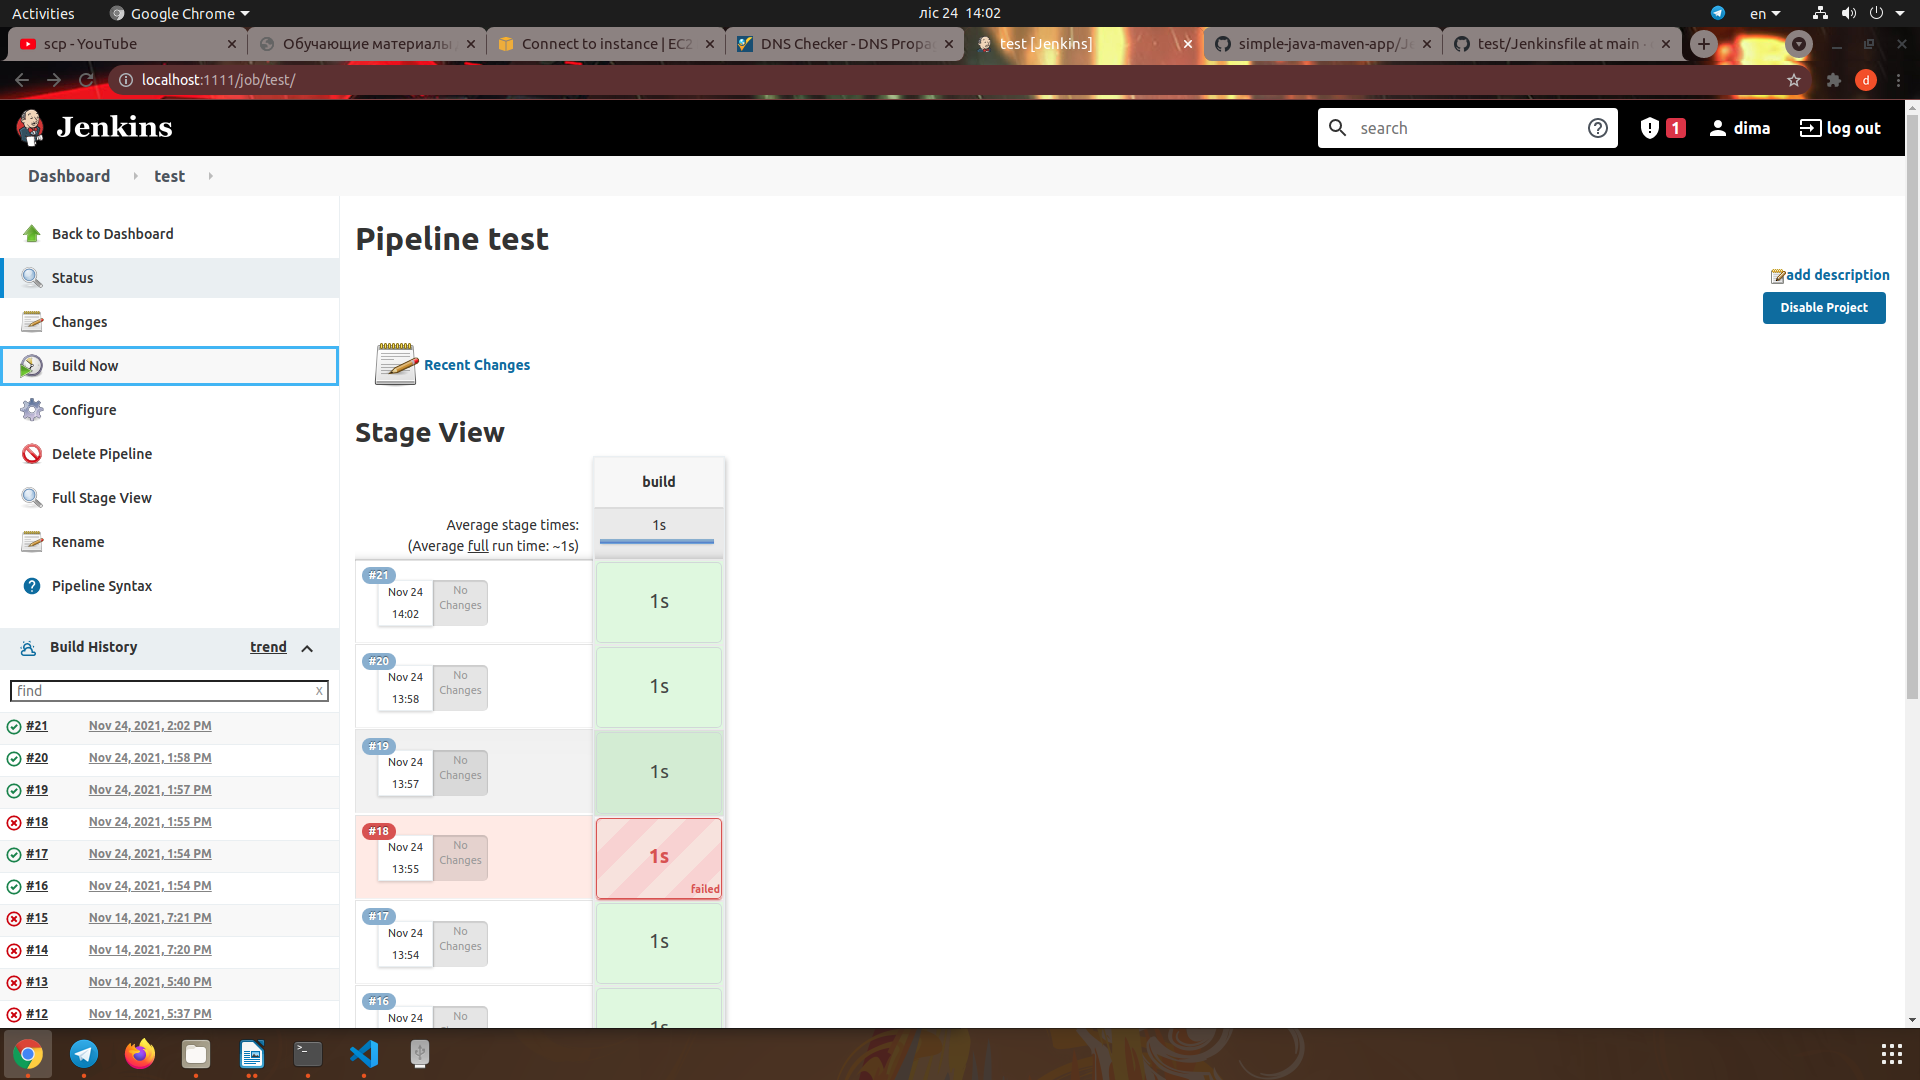 Activities
Google Chrome
ліс 24 14:02
en
scp - YouTube
Обучающие материалы
Connect to instance | EC2
DNS Checker - DNS Propa
test [Jenkins]
simple-java-maven-app/Je
test/Jenkinsfile at main ·
localhost:1111/job/test/
d
Jenkins
search
1
dima
log out
Dashboard
test
Back to Dashboard
Status
Changes
Build Now
Configure
Delete Pipeline
Full Stage View
Rename
Pipeline Syntax
Build History
trend
find
x
#21 Nov 24, 2021, 2:02 PM
#20 Nov 24, 2021, 1:58 PM
#19 Nov 24, 2021, 1:57 PM
#18 Nov 24, 2021, 1:55 PM
#17 Nov 24, 2021, 1:54 PM
#16 Nov 24, 2021, 1:54 PM
#15 Nov 14, 2021, 7:21 PM
#14 Nov 14, 2021, 7:20 PM
#13 Nov 14, 2021, 5:40 PM
#12 Nov 14, 2021, 5:37 PM
Pipeline test
add description
Disable Project
Recent Changes
Stage View
build
Average stage times:
(Average full run time: ~1s)
1s
#21
Nov 24
14:02
No
Changes
1s
#20
Nov 24
13:58
No
Changes
1s
#19
Nov 24
13:57
No
Changes
1s
#18
Nov 24
13:55
No
Changes
1s
failed
#17
Nov 24
13:54
No
Changes
1s
#16
Nov 24
No
1s